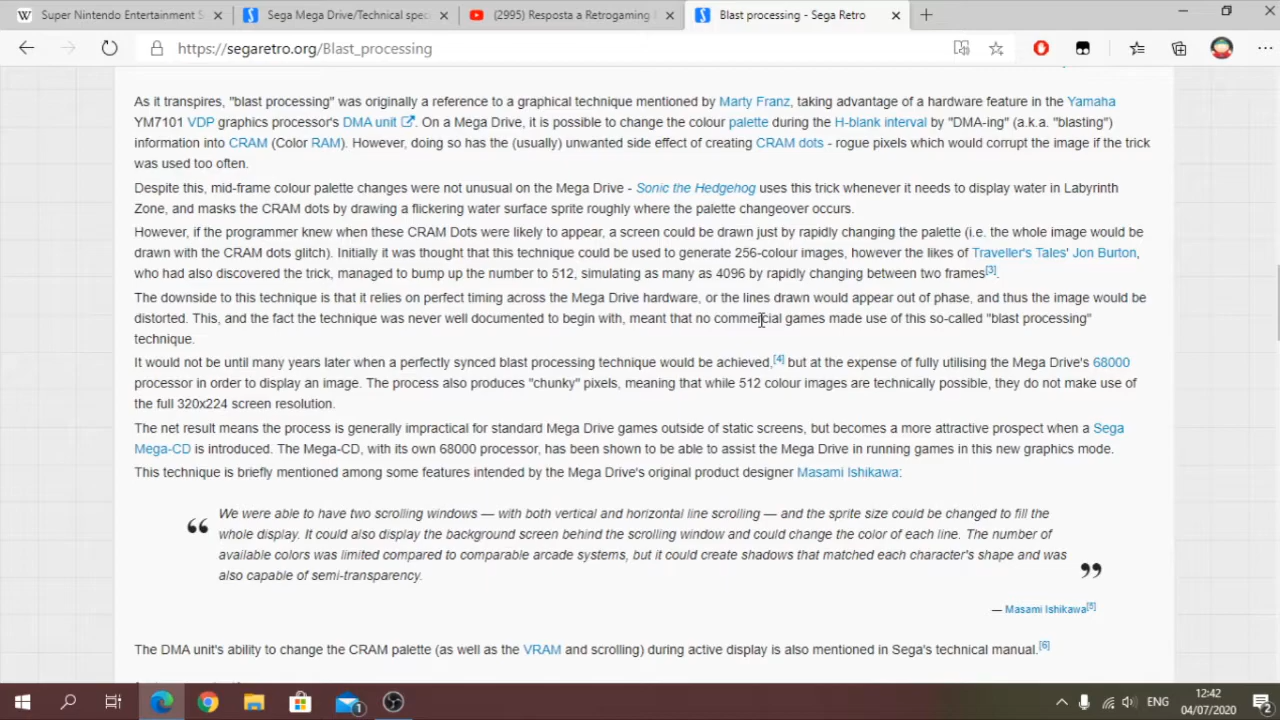 Super Nintendo Entertainment S
Sega Mega Drive/Technical spec
(2995) Resposta a Retrogaming
Blast processing - Sega Retro
https://segaretro.org/Blast_processing
As it transpires, "blast processing" was originally a reference to a graphical technique mentioned by Marty Franz, taking advantage of a hardware feature in the Yamaha
YM7101 VDP graphics processor's DMA unit. On a Mega Drive, it is possible to change the colour palette during the H-blank interval by "DMA-ing" (a.k.a. "blasting")
information into CRAM (Color RAM). However, doing so has the (usually) unwanted side effect of creating CRAM dots - rogue pixels which would corrupt the image if the trick
was used too often.
Despite this, mid-frame colour palette changes were not unusual on the Mega Drive - Sonic the Hedgehog uses this trick whenever it needs to display water in Labyrinth
Zone, and masks the CRAM dots by drawing a flickering water surface sprite roughly where the palette changeover occurs.
However, if the programmer knew when these CRAM Dots were likely to appear, a screen could be drawn just by rapidly changing the palette (i.e. the whole image would be
drawn with the CRAM dots glitch). Initially it was thought that this technique could be used to generate 256-colour images, however the likes of Traveller's Tales' Jon Burton,
who had also discovered the trick, managed to bump up the number to 512, simulating as many as 4096 by rapidly changing between two frames[3].
The downside to this technique is that it relies on perfect timing across the Mega Drive hardware, or the lines drawn would appear out of phase, and thus the image would be
distorted. This, and the fact the technique was never well documented to begin with, meant that no commercial games made use of this so-called "blast processing"
technique.
It would not be until many years later when a perfectly synced blast processing technique would be achieved,[4] but at the expense of fully utilising the Mega Drive's 68000
processor in order to display an image. The process also produces "chunky" pixels, meaning that while 512 colour images are technically possible, they do not make use of
the full 320x224 screen resolution.
The net result means the process is generally impractical for standard Mega Drive games outside of static screens, but becomes a more attractive prospect when a Sega
Mega-CD is introduced. The Mega-CD, with its own 68000 processor, has been shown to be able to assist the Mega Drive in running games in this new graphics mode.
This technique is briefly mentioned among some features intended by the Mega Drive's original product designer Masami Ishikawa:
“ We were able to have two scrolling windows — with both vertical and horizontal line scrolling — and the sprite size could be changed to fill the
whole display. It could also display the background screen behind the scrolling window and could change the color of each line. The number of
available colors was limited compared to comparable arcade systems, but it could create shadows that matched each character's shape and was
also capable of semi-transparency. ”
— Masami Ishikawa[5]
The DMA unit's ability to change the CRAM palette (as well as the VRAM and scrolling) during active display is also mentioned in Sega's technical manual.[6]
ENG
12:42
04/07/2020
1
2